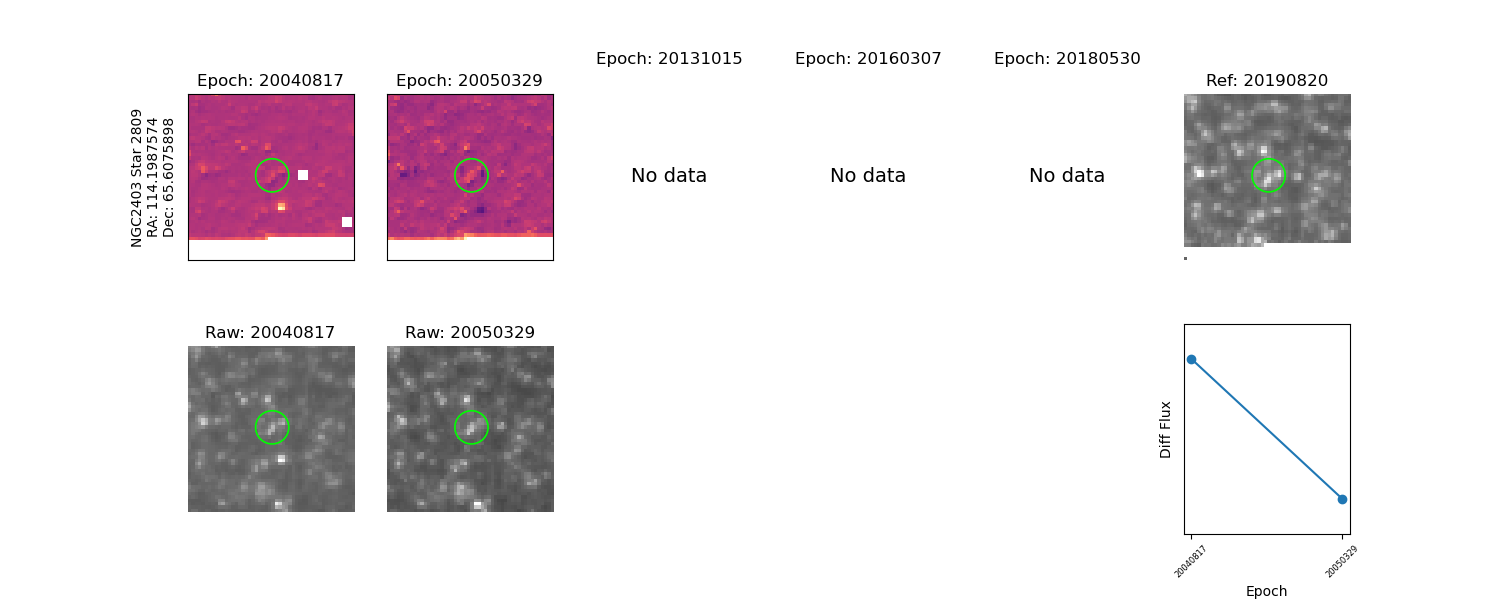 Epoch: 20040817
Epoch: 20050329
Epoch: 20131015
Epoch: 20160307
Epoch: 20180530
Ref: 20190820
NGC2403 Star 2809
RA: 114.1987574
Dec: 65.6075898
No data
No data
No data
Raw: 20040817
Raw: 20050329
Diff Flux
20040817
20050329
Epoch